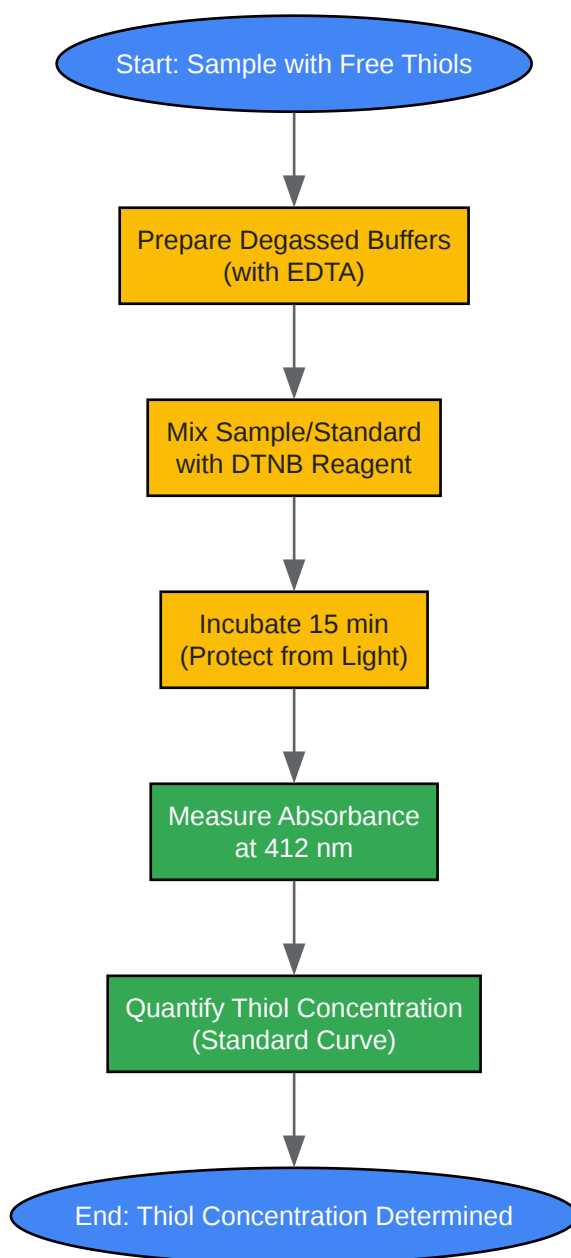 Start: Sample with Free Thiols
Prepare Degassed Buffers
(with EDTA)
Mix Sample/Standard
with DTNB Reagent
Incubate 15 min
(Protect from Light)
Measure Absorbance
at 412 nm
Quantify Thiol Concentration
(Standard Curve)
End: Thiol Concentration Determined